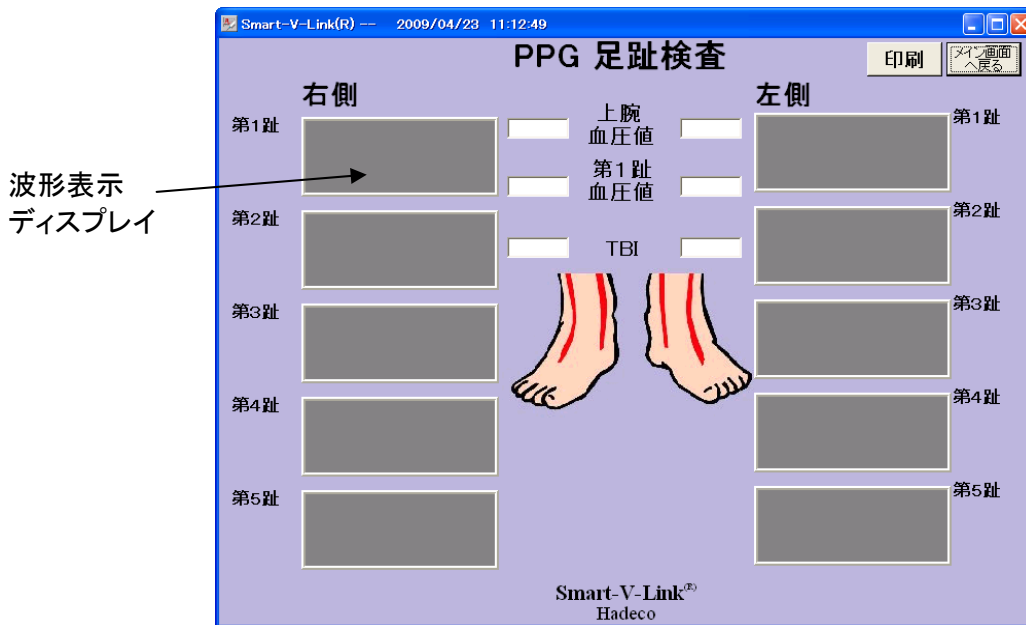 Smart-V-Link(R) -- 2009/04/23 11:12:49
PPG 足趾検査
印刷
メイン画面
へ戻る
右側
左側
第1趾
上腕
血圧値
第1趾
第1趾
血圧値
波形表示
ディスプレイ
第2趾
第2趾
TBI
第3趾
第3趾
第4趾
第4趾
第5趾
第5趾
Smart-V-Link(R)
Hadeco